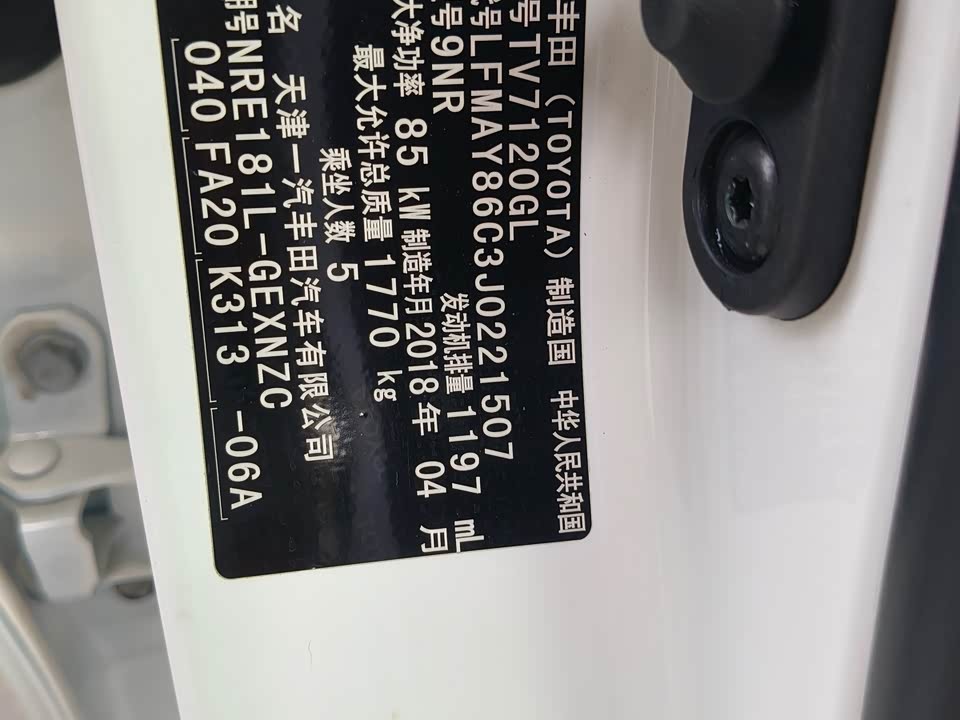 丰田 (TOYOTA) 制造国 中华人民共和国
号TV7120GL
号LFMAY86C3J0221507
号9NR 发动机排量1197 mL
大净功率 85 kW 制造年月2018年 04 月
最大允许总质量 1770 kg
乘坐人数 5
名 天津一汽丰田汽车有限公司
号NRE181L-GEXNZC
040 FA20 K313 -06A